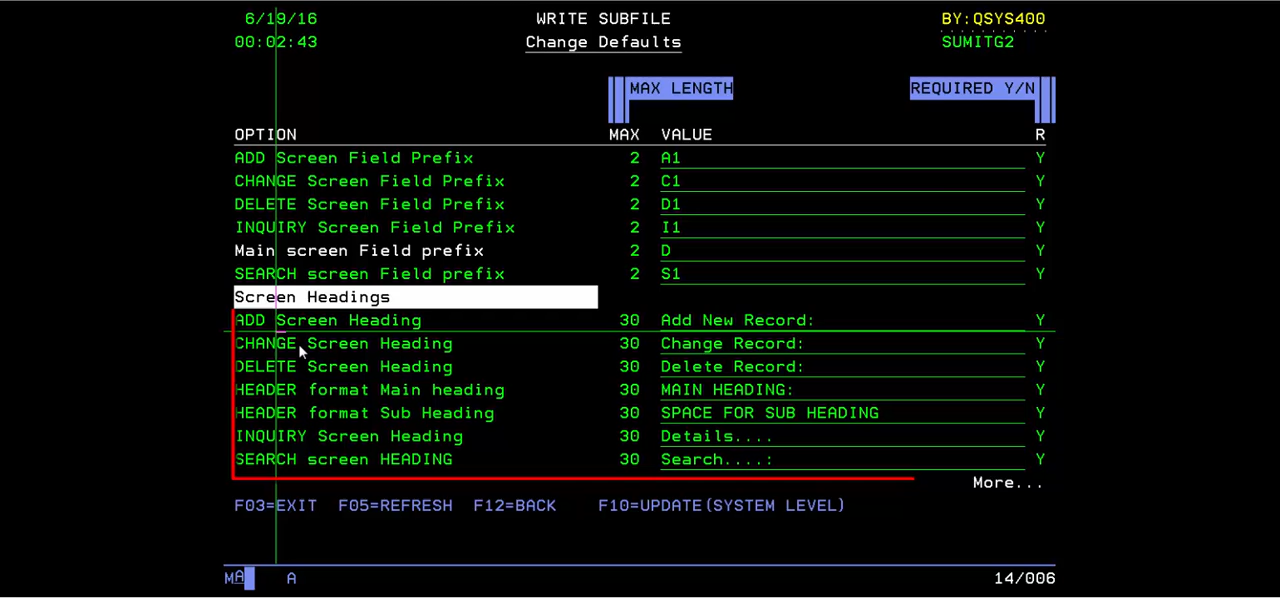 6/19/16 WRITE SUBFILE BY:QSYS400
00:02:43 Change Defaults SUMITG2
MAX LENGTH REQUIRED Y/N
OPTION MAX VALUE R
ADD Screen Field Prefix 2 A1 Y
CHANGE Screen Field Prefix 2 C1 Y
DELETE Screen Field Prefix 2 D1 Y
INQUIRY Screen Field Prefix 2 I1 Y
Main screen Field prefix 2 D Y
SEARCH screen Field prefix 2 S1 Y
Screen Headings
ADD Screen Heading 30 Add New Record: Y
CHANGE Screen Heading 30 Change Record: Y
DELETE Screen Heading 30 Delete Record: Y
HEADER format Main heading 30 MAIN HEADING: Y
HEADER format Sub Heading 30 SPACE FOR SUB HEADING Y
INQUIRY Screen Heading 30 Details.... Y
SEARCH screen HEADING 30 Search....: Y
More...
F03=EXIT F05=REFRESH F12=BACK F10=UPDATE(SYSTEM LEVEL)
MA A 14/006